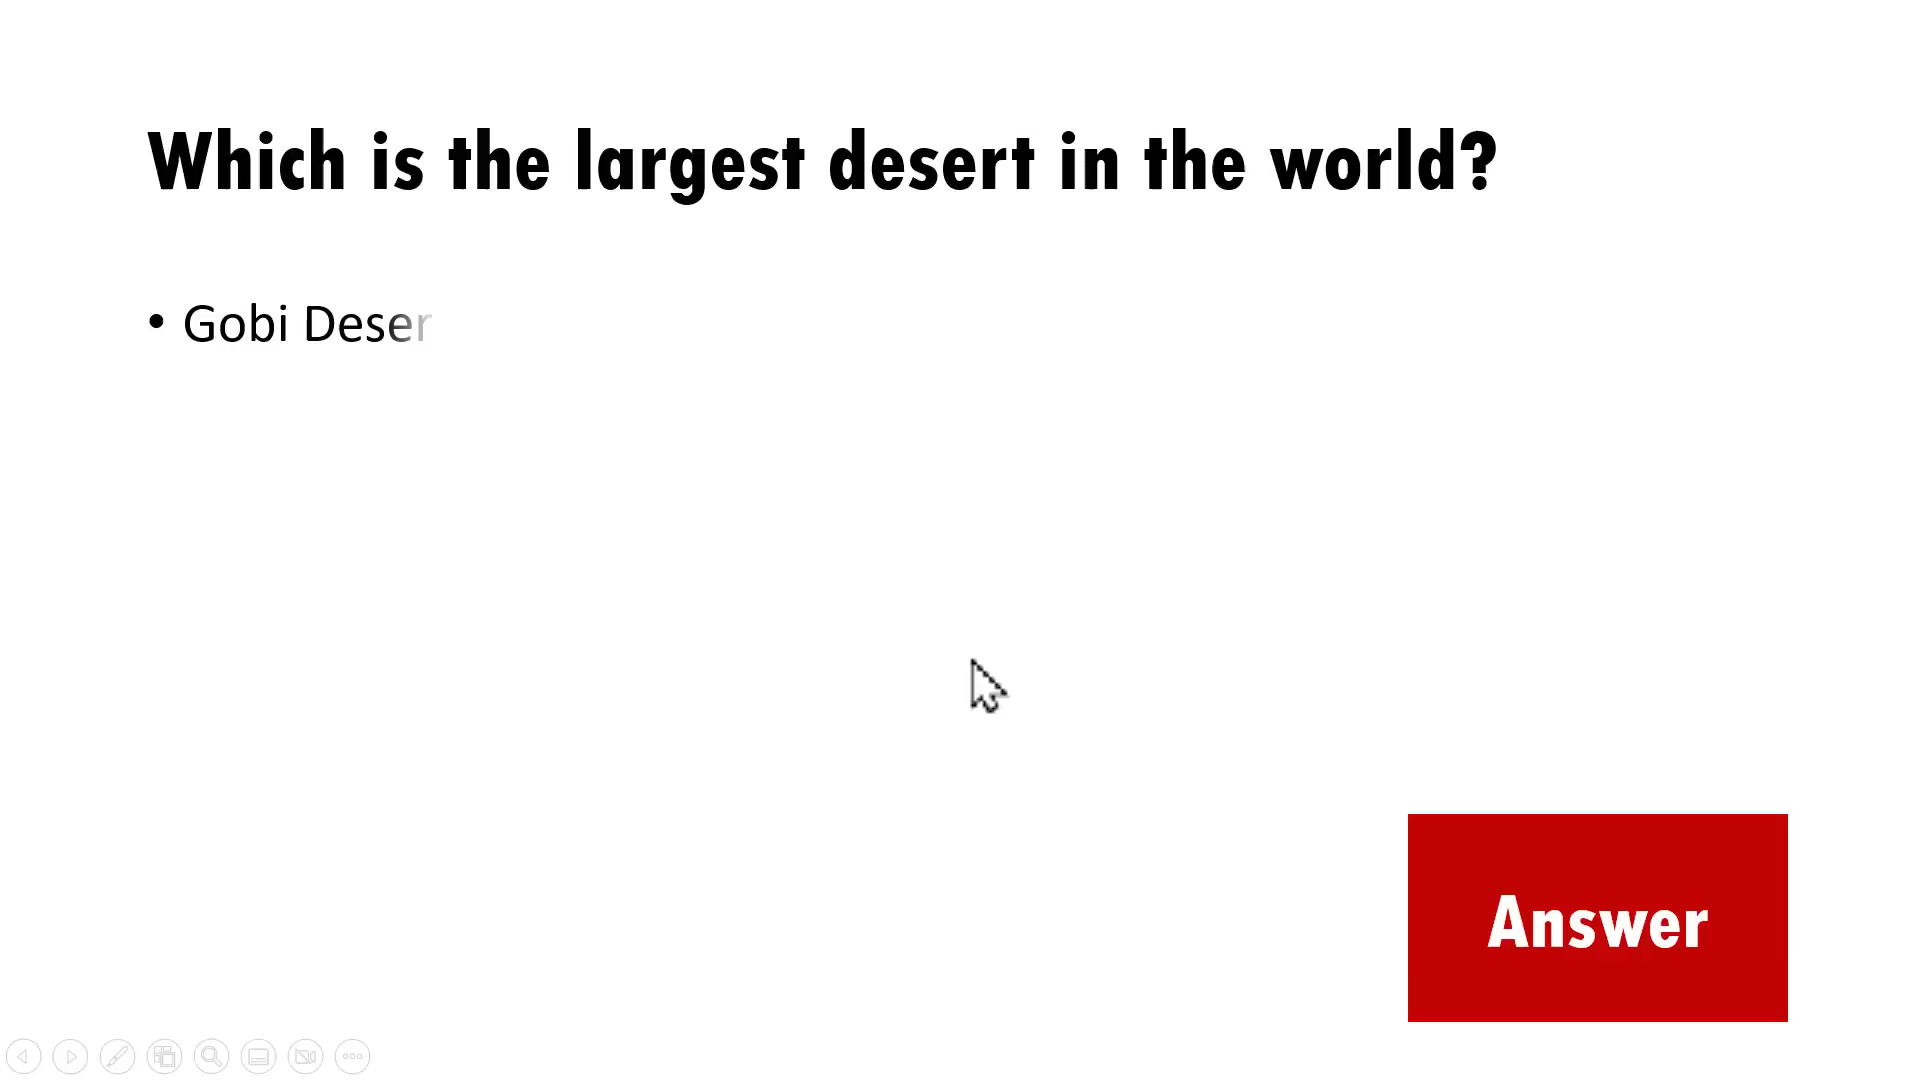 Which is the largest desert in the world?
• Gobi Deser
Answer